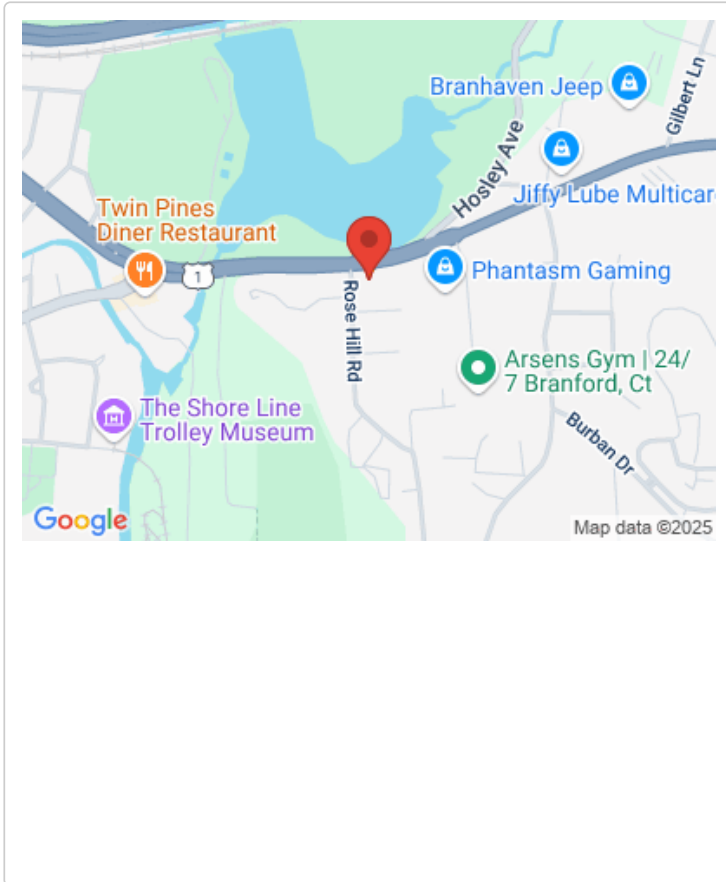 Branhaven Jeep
Gilbert Ln
Hosley Ave
Jiffy Lube Multicar
Twin Pines
Diner Restaurant
1
Phantasm Gaming
Rose Hill Rd
Arsens Gym | 24/
7 Branford, Ct
The Shore Line
Trolley Museum
Burban Dr
Google
Map data ©2025